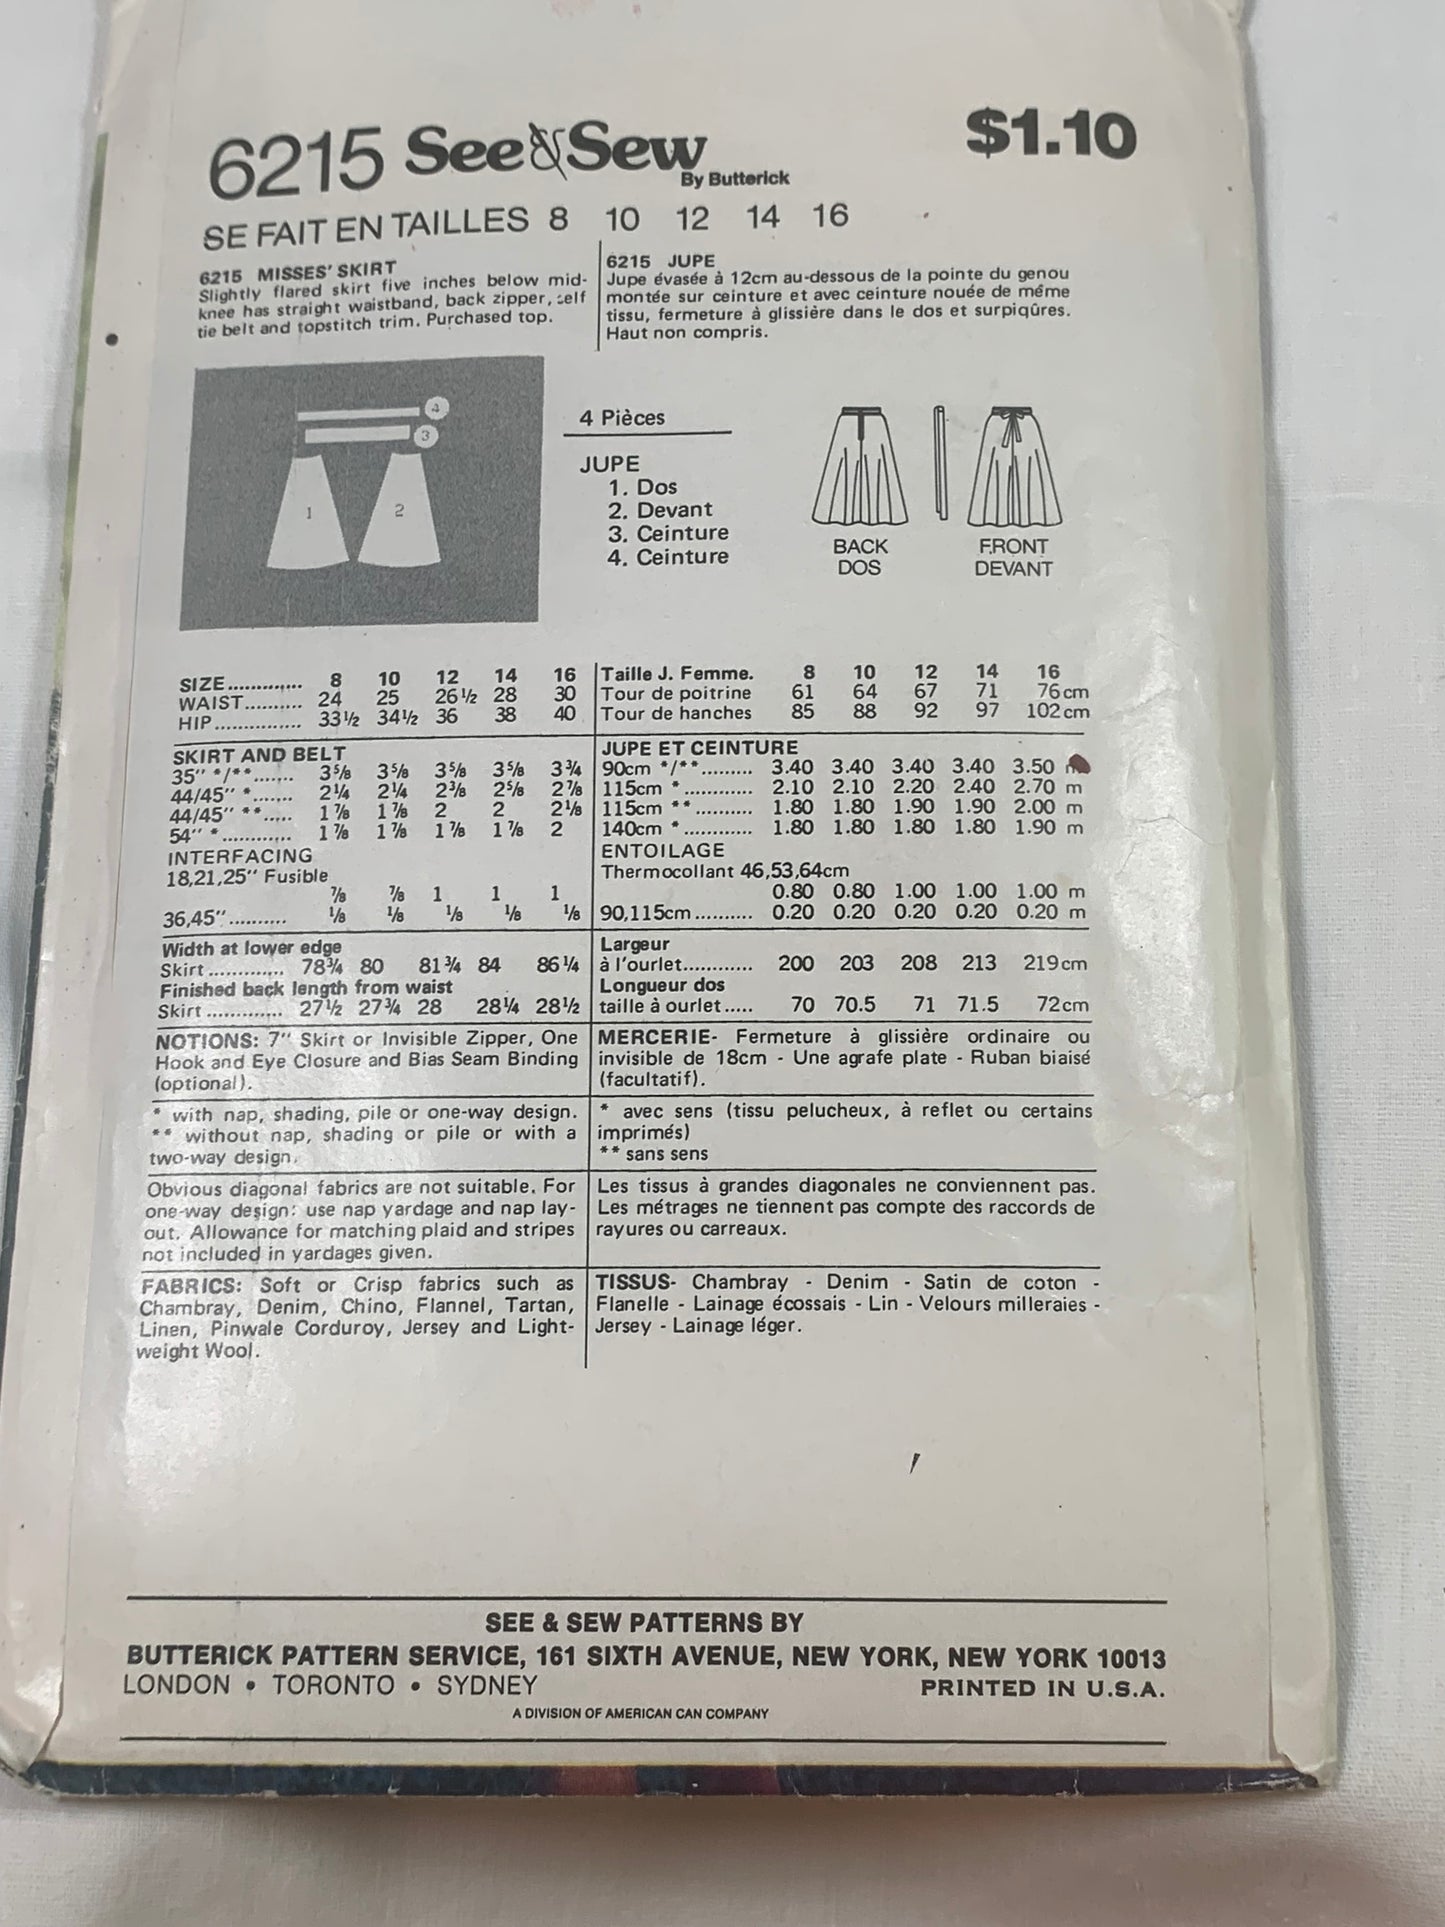 6215 See & Sew
By Butterick
$1.10
SE FAIT EN TAILLES 8 10 12 14 16
6215 MISSES' SKIRT
Slightly flared skirt five inches below mid-
knee has straight waistband, back zipper, self
tie belt and topstitch trim. Purchased top.
6215 JUPE
Jupe évasée à 12cm au-dessous de la pointe du genou
montée sur ceinture et avec ceinture nouée de même
tissu, fermeture à glissière dans le dos et surpiqûres.
Haut non compris.
4
3
1 2
4 Pièces
JUPE
1. Dos
2. Devant
3. Ceinture
4. Ceinture
BACK
DOS
FRONT
DEVANT
SIZE............. 8 10 12 14 16
WAIST.......... 24 25 26½ 28 30
HIP............... 33½ 34½ 36 38 40
SKIRT AND BELT
35" */**....... 3⅝ 3⅝ 3⅝ 3⅝ 3¾
44/45" *....... 2¼ 2¼ 2⅜ 2⅝ 2⅞
44/45" **..... 1⅞ 1⅞ 2 2 2⅛
54" *............ 1⅞ 1⅞ 1⅞ 1⅞ 2
INTERFACING
18,21,25" Fusible
⅞ ⅞ 1 1 1
36,45".......... ⅛ ⅛ ⅛ ⅛ ⅛
Width at lower edge
Skirt............. 78¾ 80 81¾ 84 86¼
Finished back length from waist
Skirt............. 27½ 27¾ 28 28¼ 28½
NOTIONS: 7" Skirt or Invisible Zipper, One
Hook and Eye Closure and Bias Seam Binding
(optional).
* with nap, shading, pile or one-way design.
** without nap, shading or pile or with a
two-way design.
Obvious diagonal fabrics are not suitable. For
one-way design: use nap yardage and nap lay-
out. Allowance for matching plaid and stripes
not included in yardages given.
FABRICS: Soft or Crisp fabrics such as
Chambray, Denim, Chino, Flannel, Tartan,
Linen, Pinwale Corduroy, Jersey and Light-
weight Wool.
Taille J. Femme. 8 10 12 14 16
Tour de poitrine 61 64 67 71 76cm
Tour de hanches 85 88 92 97 102cm
JUPE ET CEINTURE
90cm */**......... 3.40 3.40 3.40 3.40 3.50
115cm *............ 2.10 2.10 2.20 2.40 2.70 m
115cm **.......... 1.80 1.80 1.90 1.90 2.00 m
140cm *............ 1.80 1.80 1.80 1.80 1.90 m
ENTOILAGE
Thermocollant 46,53,64cm
0.80 0.80 1.00 1.00 1.00 m
90,115cm.......... 0.20 0.20 0.20 0.20 0.20 m
Largeur
à l'ourlet............ 200 203 208 213 219cm
Longueur dos
taille à ourlet..... 70 70.5 71 71.5 72cm
MERCERIE- Fermeture à glissière ordinaire ou
invisible de 18cm - Une agrafe plate - Ruban biaisé
(facultatif).
* avec sens (tissu pelucheux, à reflet ou certains
imprimés)
** sans sens
Les tissus à grandes diagonales ne conviennent pas.
Les métrages ne tiennent pas compte des raccords de
rayures ou carreaux.
TISSUS- Chambray - Denim - Satin de coton -
Flanelle - Lainage écossais - Lin - Velours milleraies -
Jersey - Lainage léger.
SEE & SEW PATTERNS BY
BUTTERICK PATTERN SERVICE, 161 SIXTH AVENUE, NEW YORK, NEW YORK 10013
LONDON • TORONTO • SYDNEY
PRINTED IN U.S.A.
A DIVISION OF AMERICAN CAN COMPANY